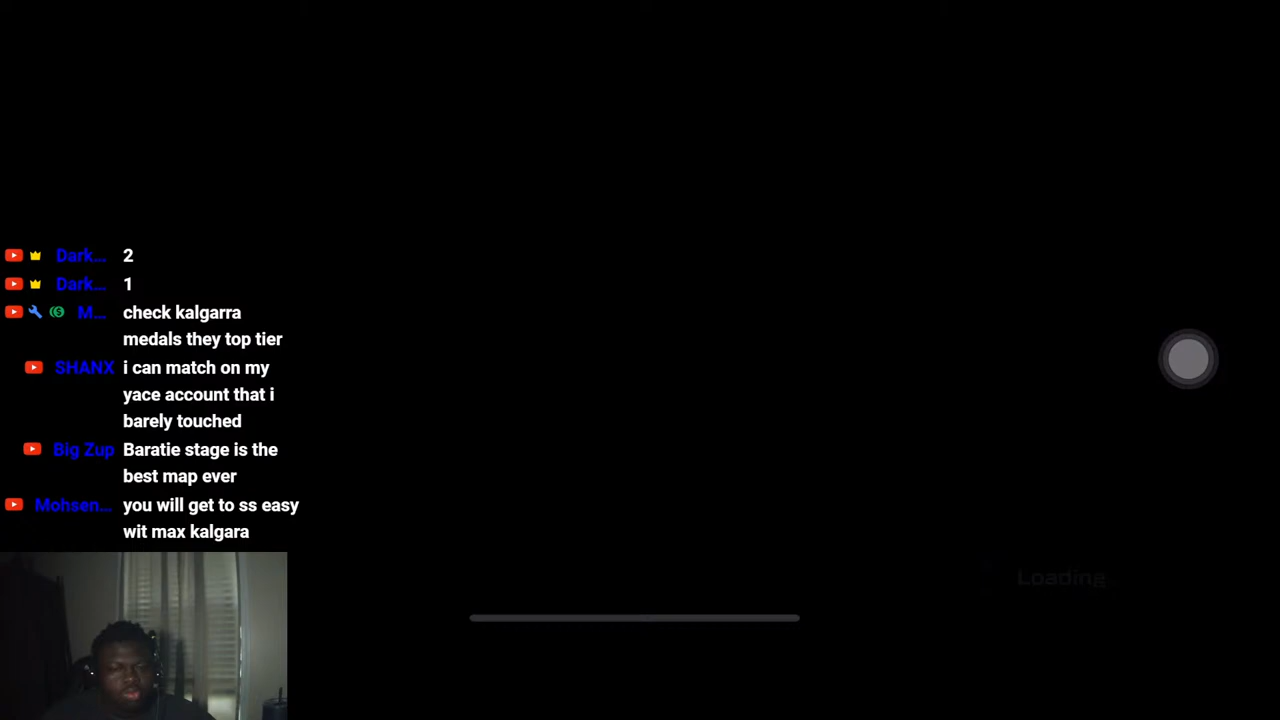 Dark... 2
Dark... 1
M... check kalgarra
medals they top tier
SHANX i can match on my
yace account that i
barely touched
Big Zup Baratie stage is the
best map ever
Mohsen... you will get to ss easy
wit max kalgara
Loading...